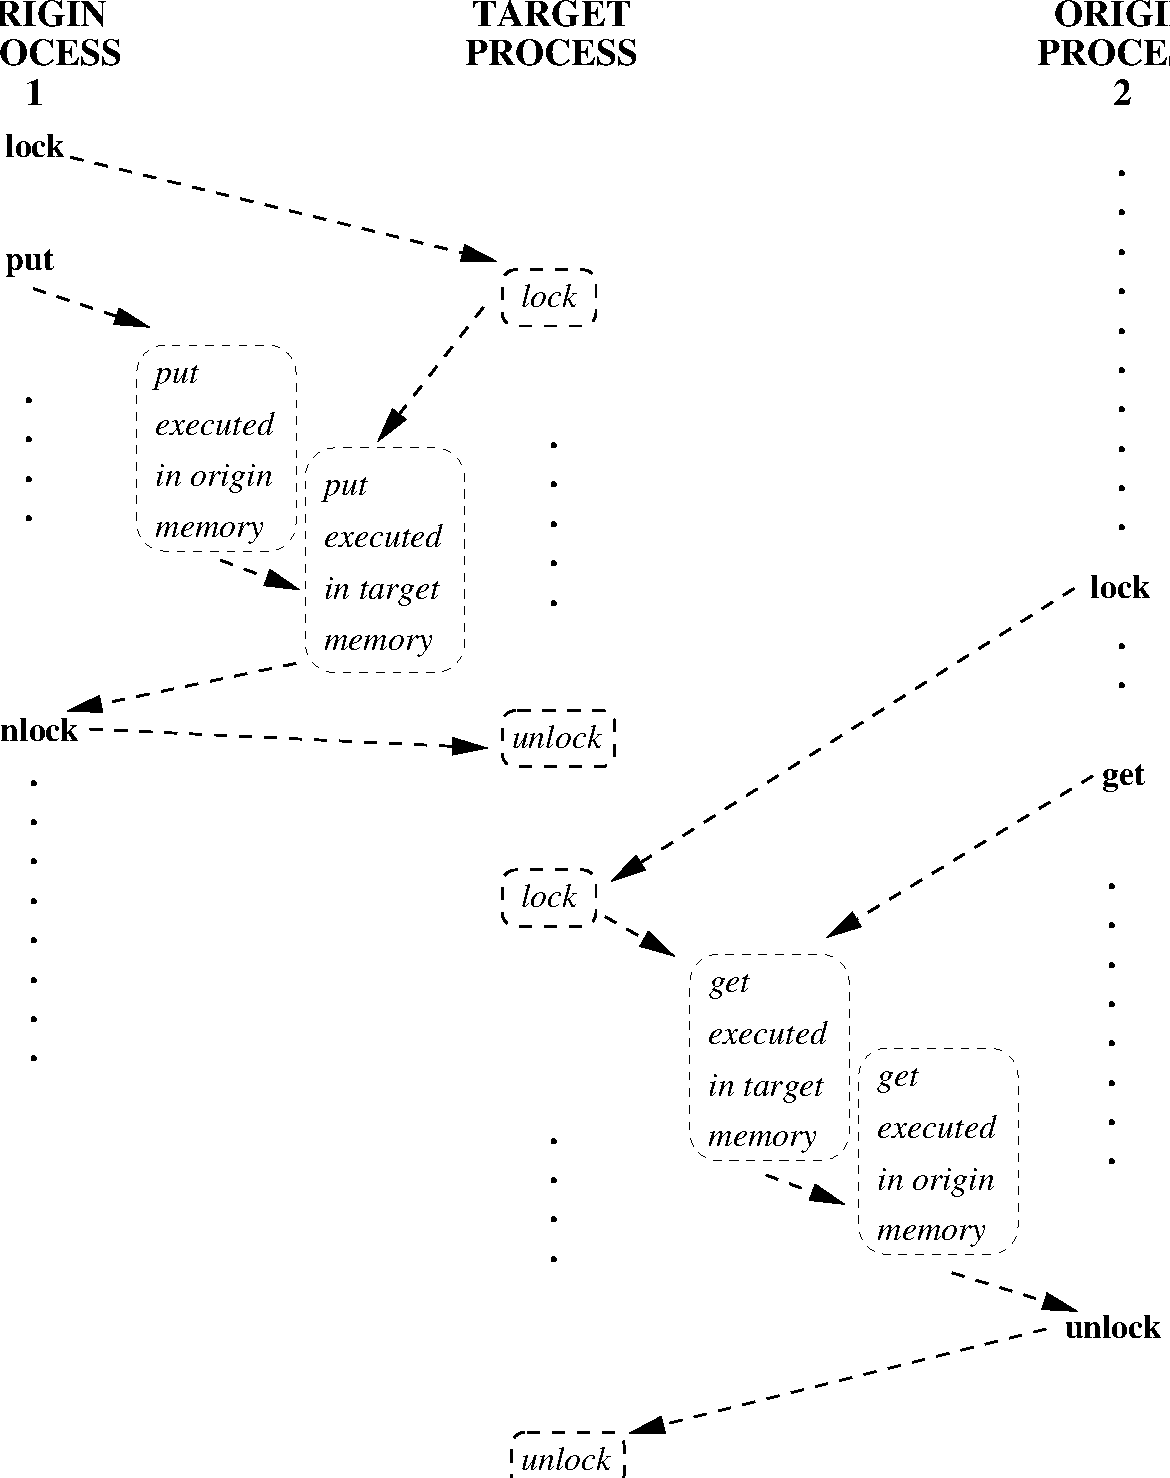 RIGIN
OCESS
1
TARGET
PROCESS
ORIGI
PROCE
2
lock
put
lock
put
executed
in origin
memory
put
executed
in target
memory
lock
nlock
unlock
get
lock
get
executed
in target
memory
get
executed
in origin
memory
unlock
unlock